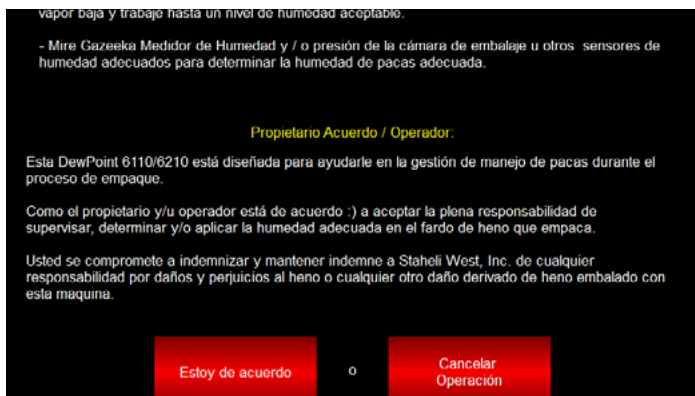 vapor baja y trabaje hasta un nivel de humedad aceptable.
- Mire Gazeeka Medidor de Humedad y / o presión de la cámara de embalaje u otros sensores de
humedad adecuados para determinar la humedad de pacas adecuada.
Propietario Acuerdo / Operador:
Esta DewPoint 6110/6210 está diseñada para ayudarle en la gestión de manejo de pacas durante el
proceso de empaque.
Como el propietario y/u operador está de acuerdo :) a aceptar la plena responsabilidad de
supervisar, determinar y/o aplicar la humedad adecuada en el fardo de heno que empaca.
Usted se compromete a indemnizar y mantener indemne a Staheli West, Inc. de cualquier
responsabilidad por daños y perjuicios al heno o cualquier otro daño derivado de heno embalado con
esta maquina.
Estoy de acuerdo o Cancelar
Operación